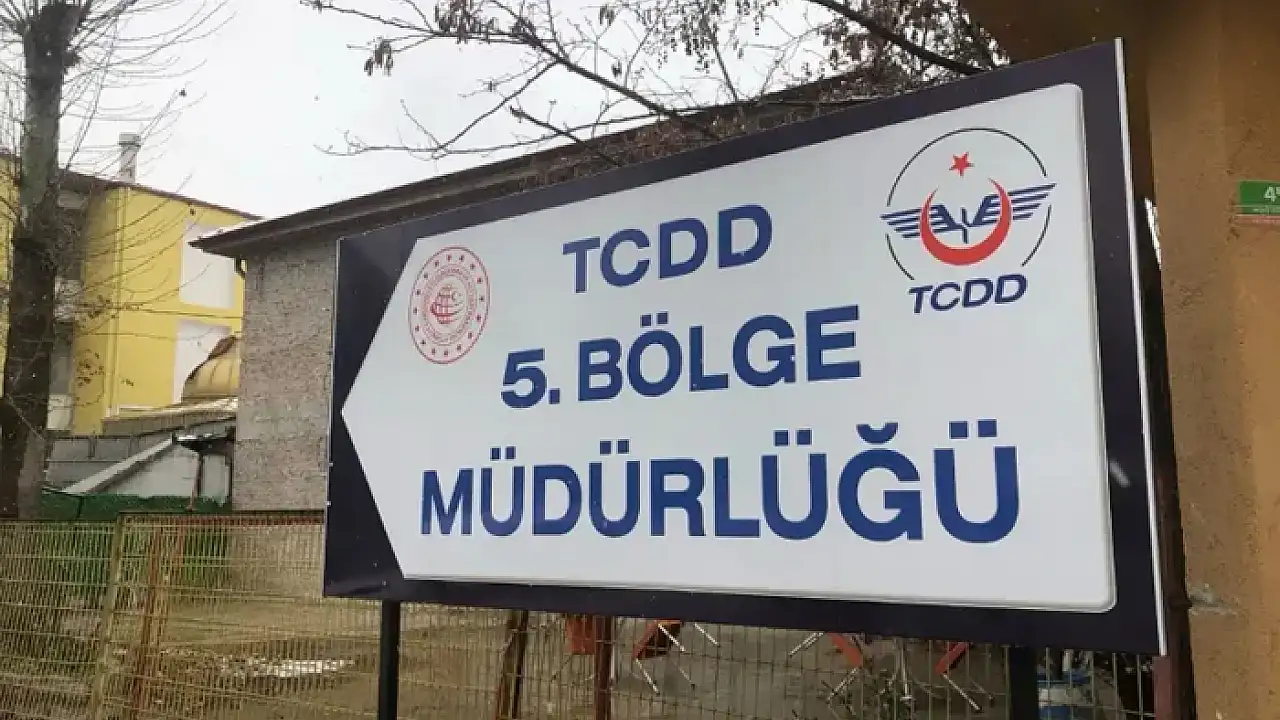 TCDD
5. BÖLGE
MÜDÜRLÜĞÜ
TCDD